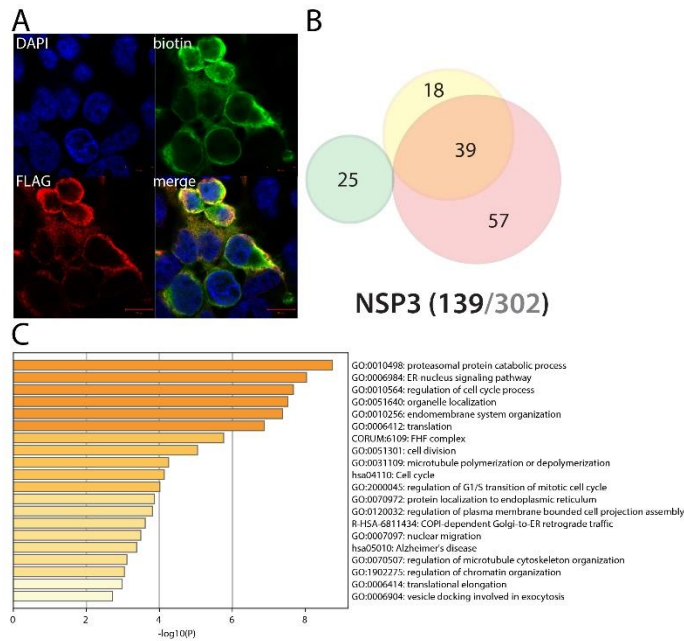 A
DAPI
biotin
FLAG
merge
B
18
39
25
57
NSP3 (139/302)
C
GO:0010498: proteasomal protein catabolic process
GO:0006984: ER-nucleus signaling pathway
GO:0010564: regulation of cell cycle process
GO:0051640: organelle localization
GO:0010256: endomembrane system organization
GO:0006412: translation
CORUM:6109: FHF complex
GO:0051301: cell division
GO:0031109: microtubule polymerization or depolymerization
hsa04110: Cell cycle
GO:2000045: regulation of G1/S transition of mitotic cell cycle
GO:0070972: protein localization to endoplasmic reticulum
GO:0120032: regulation of plasma membrane bounded cell projection assembly
R-HSA-6811434: COPI-dependent Golgi-to-ER retrograde traffic
GO:0007097: nuclear migration
hsa05010: Alzheimer's disease
GO:0070507: regulation of microtubule cytoskeleton organization
GO:1902275: regulation of chromatin organization
GO:0006414: translational elongation
GO:0006904: vesicle docking involved in exocytosis
0 2 4 6 8
-log10(P)